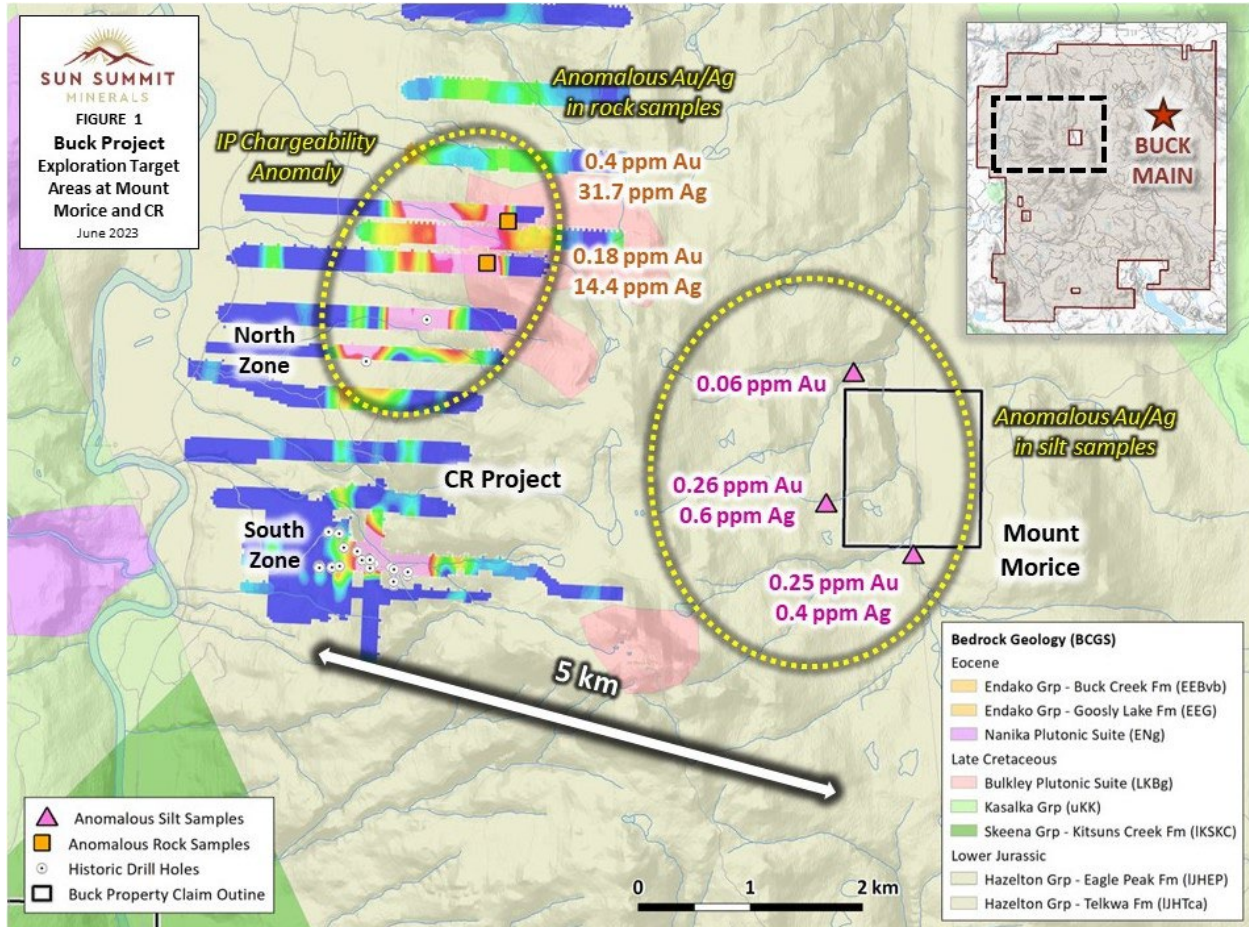 SUN SUMMIT
MINERALS
FIGURE 1
Buck Project
Exploration Target
Areas at Mount
Morice and CR
June 2023
Anomalous Au/Ag
in rock samples
IP Chargeability
Anomaly
0.4 ppm Au
31.7 ppm Ag
0.18 ppm Au
14.4 ppm Ag
BUCK
MAIN
North
Zone
0.06 ppm Au
Anomalous Au/Ag
in silt samples
CR Project
0.26 ppm Au
0.6 ppm Ag
South
Zone
Mount
Morice
0.25 ppm Au
0.4 ppm Ag
5 km
Bedrock Geology (BCGS)
Eocene
Endako Grp - Buck Creek Fm (EEBvb)
Endako Grp - Goosly Lake Fm (EEG)
Nanika Plutonic Suite (ENg)
Late Cretaceous
Bulkley Plutonic Suite (LKBg)
Kasalka Grp (uKK)
Skeena Grp - Kitsuns Creek Fm (lKSKC)
Lower Jurassic
Hazelton Grp - Eagle Peak Fm (lJHEP)
Hazelton Grp - Telkwa Fm (lJHTca)
Anomalous Silt Samples
Anomalous Rock Samples
Historic Drill Holes
Buck Property Claim Outine
0 1 2 km